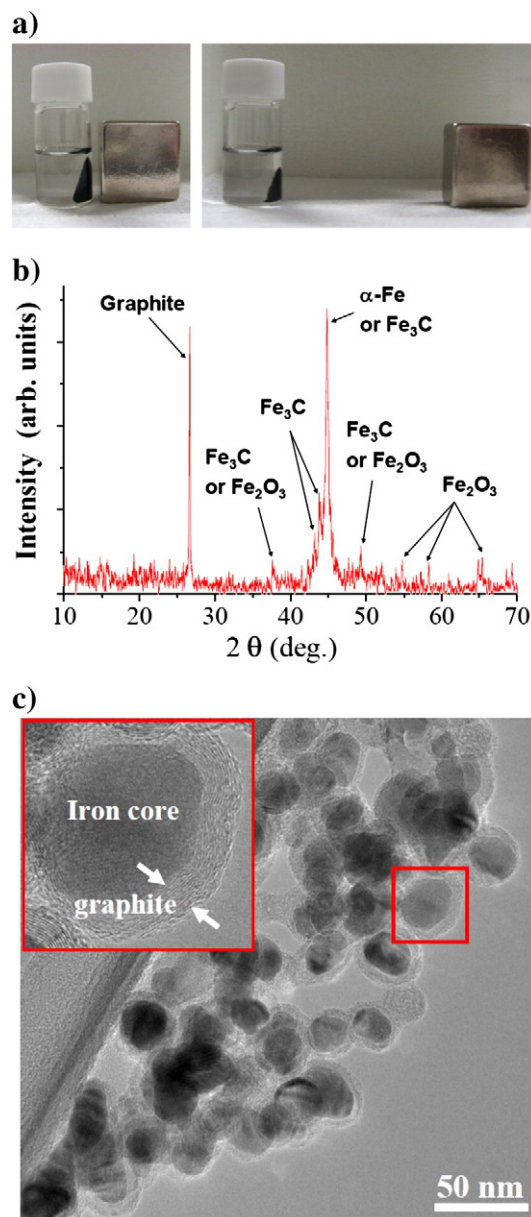 a)
b)
Graphite
α-Fe
or Fe₃C
Fe₃C
Fe₃C
or Fe₂O₃
Fe₃C
or Fe₂O₃
Fe₂O₃
Intensity (arb. units)
10 20 30 40 50 60 70
2 θ (deg.)
c)
Iron core
graphite
50 nm